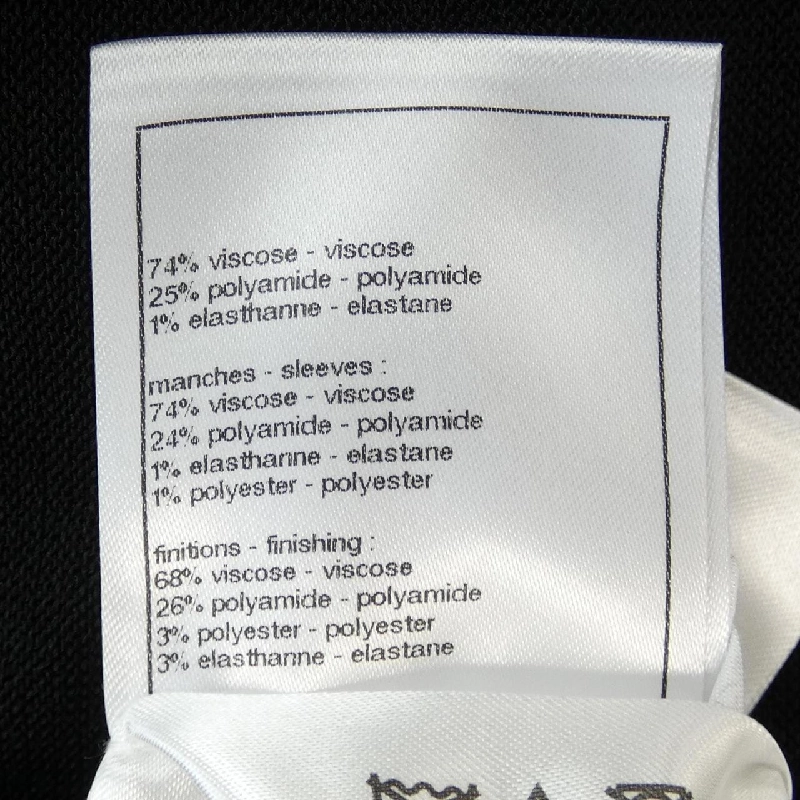 74% viscose - viscose
25% polyamide - polyamide
1% elasthanne - elastane
manches - sleeves :
74% viscose - viscose
24% polyamide - polyamide
1% elasthanne - elastane
1% polyester - polyester
finitions - finishing :
68% viscose - viscose
26% polyamide - polyamide
3% polyester - polyester
3% elasthanne - elastane